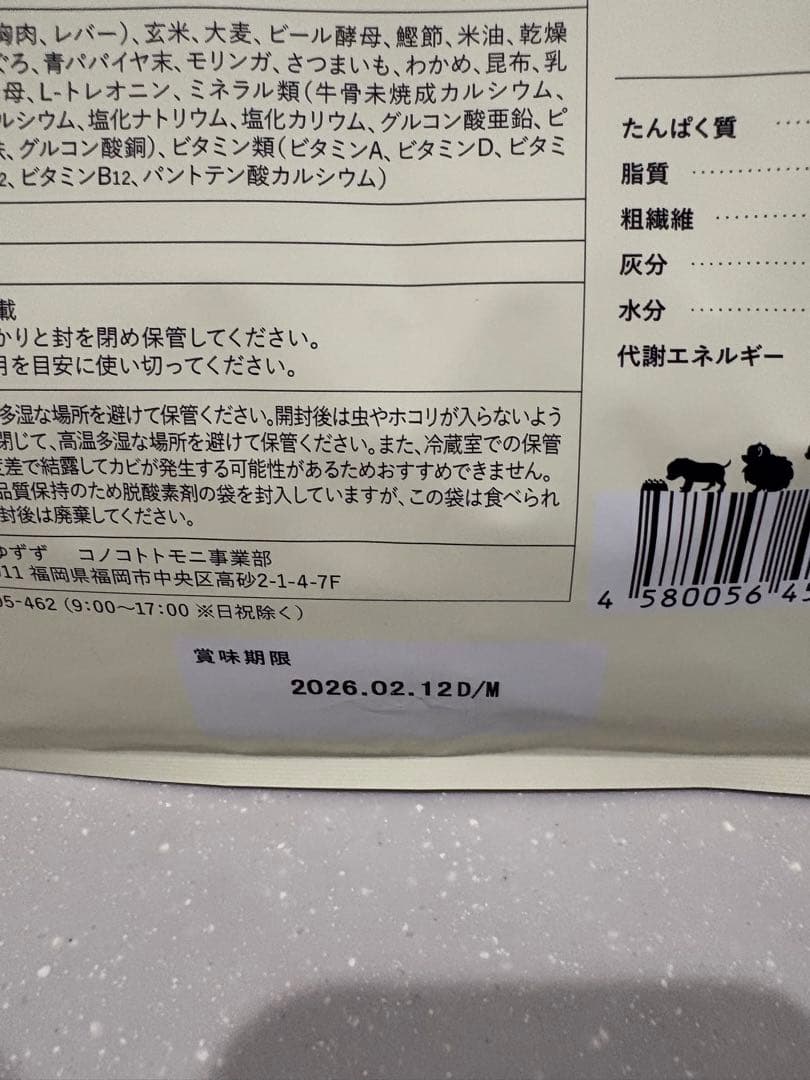 胸肉、レバー)、玄米、大麦、ビール酵母、鰹節、米油、乾燥
ぐろ、青パパイヤ末、モリンガ、さつまいも、わかめ、昆布、乳
母、L-トレオニン、ミネラル類(牛骨未焼成カルシウム、
ルシウム、塩化ナトリウム、塩化カリウム、グルコン酸亜鉛、ピ
鉄、グルコン酸銅)、ビタミン類(ビタミンA、ビタミンD、ビタミ
2、ビタミンB12、パントテン酸カルシウム)
載
かりと封を閉め保管してください。
月を目安に使い切ってください。
多湿な場所を避けて保管ください。開封後は虫やホコリが入らないよう
閉じて、高温多湿な場所を避けて保管ください。また、冷蔵室での保管
度差で結露してカビが発生する可能性があるためおすすめできません。
品質保持のため脱酸素剤の袋を封入していますが、この袋は食べられ
封後は廃棄してください。
ゆずず コノコトトモニ事業部
011 福岡県福岡市中央区高砂2-1-4-7F
95-462(9:00〜17:00 ※日祝除く)
賞味期限
2026.02.12D/M
たんぱく質 ····
脂質 ··········
粗繊維 ········
灰分 ··········
水分 ··········
代謝エネルギー
4 580056 45